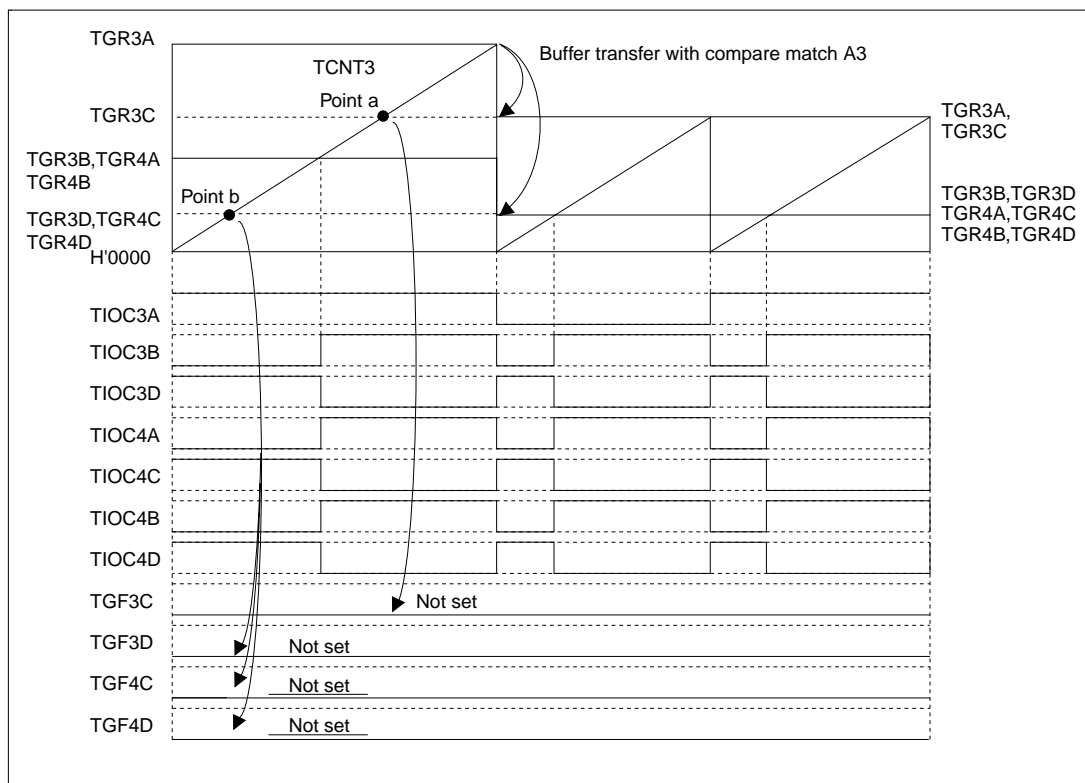 TGR3A
TCNT3
Buffer transfer with compare match A3
Point a
TGR3C
TGR3A,
TGR3C
TGR3B,TGR4A
TGR4B
Point b
TGR3D,TGR4C
TGR4D
H'0000
TGR3B,TGR3D
TGR4A,TGR4C
TGR4B,TGR4D
TIOC3A
TIOC3B
TIOC3D
TIOC4A
TIOC4C
TIOC4B
TIOC4D
TGF3C
Not set
TGF3D
Not set
TGF4C
Not set
TGF4D
Not set